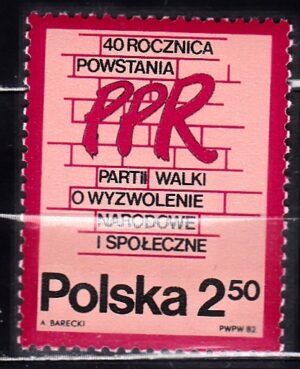 40 ROCZNICA
POWSTANIA
PPR
PARTII WALKI
O WYZWOLENIE
NARODOWE
I SPOŁECZNE
Polska 2 50
A BARECKI
PWPW 82